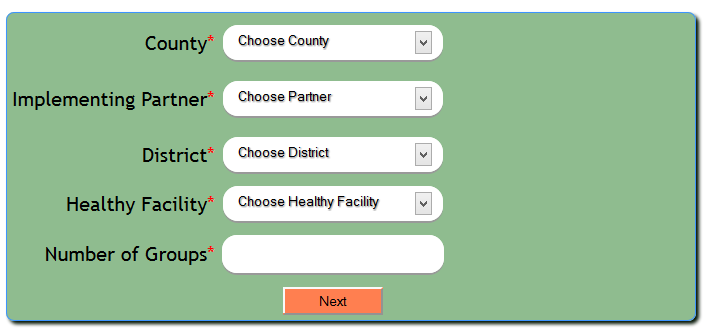 County* Choose County
Implementing Partner* Choose Partner
District* Choose District
Healthy Facility* Choose Healthy Facility
Number of Groups*
Next